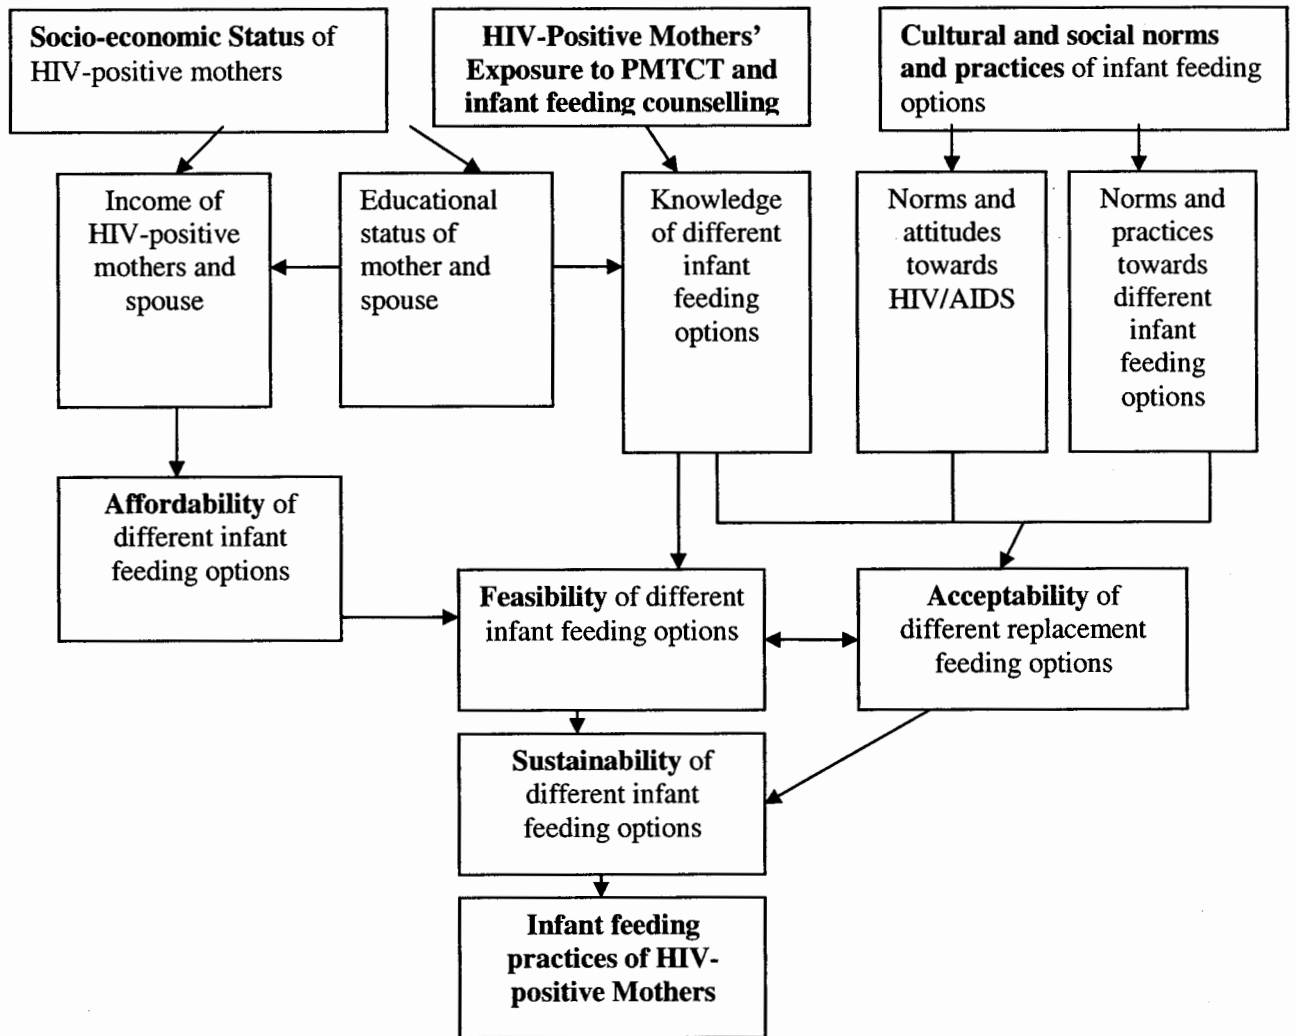 Socio-economic Status of
HIV-positive mothers
HIV-Positive Mothers’
Exposure to PMTCT and
infant feeding counselling
Cultural and social norms
and practices of infant feeding
options
Income of
HIV-positive
mothers and
spouse
Educational
status of
mother and
spouse
Knowledge
of different
infant
feeding
options
Norms and
attitudes
towards
HIV/AIDS
Norms and
practices
towards
different
infant
feeding
options
Affordability of
different infant
feeding options
Feasibility of different
infant feeding options
Acceptability of
different replacement
feeding options
Sustainability of
different infant
feeding options
Infant feeding
practices of HIV-
positive Mothers